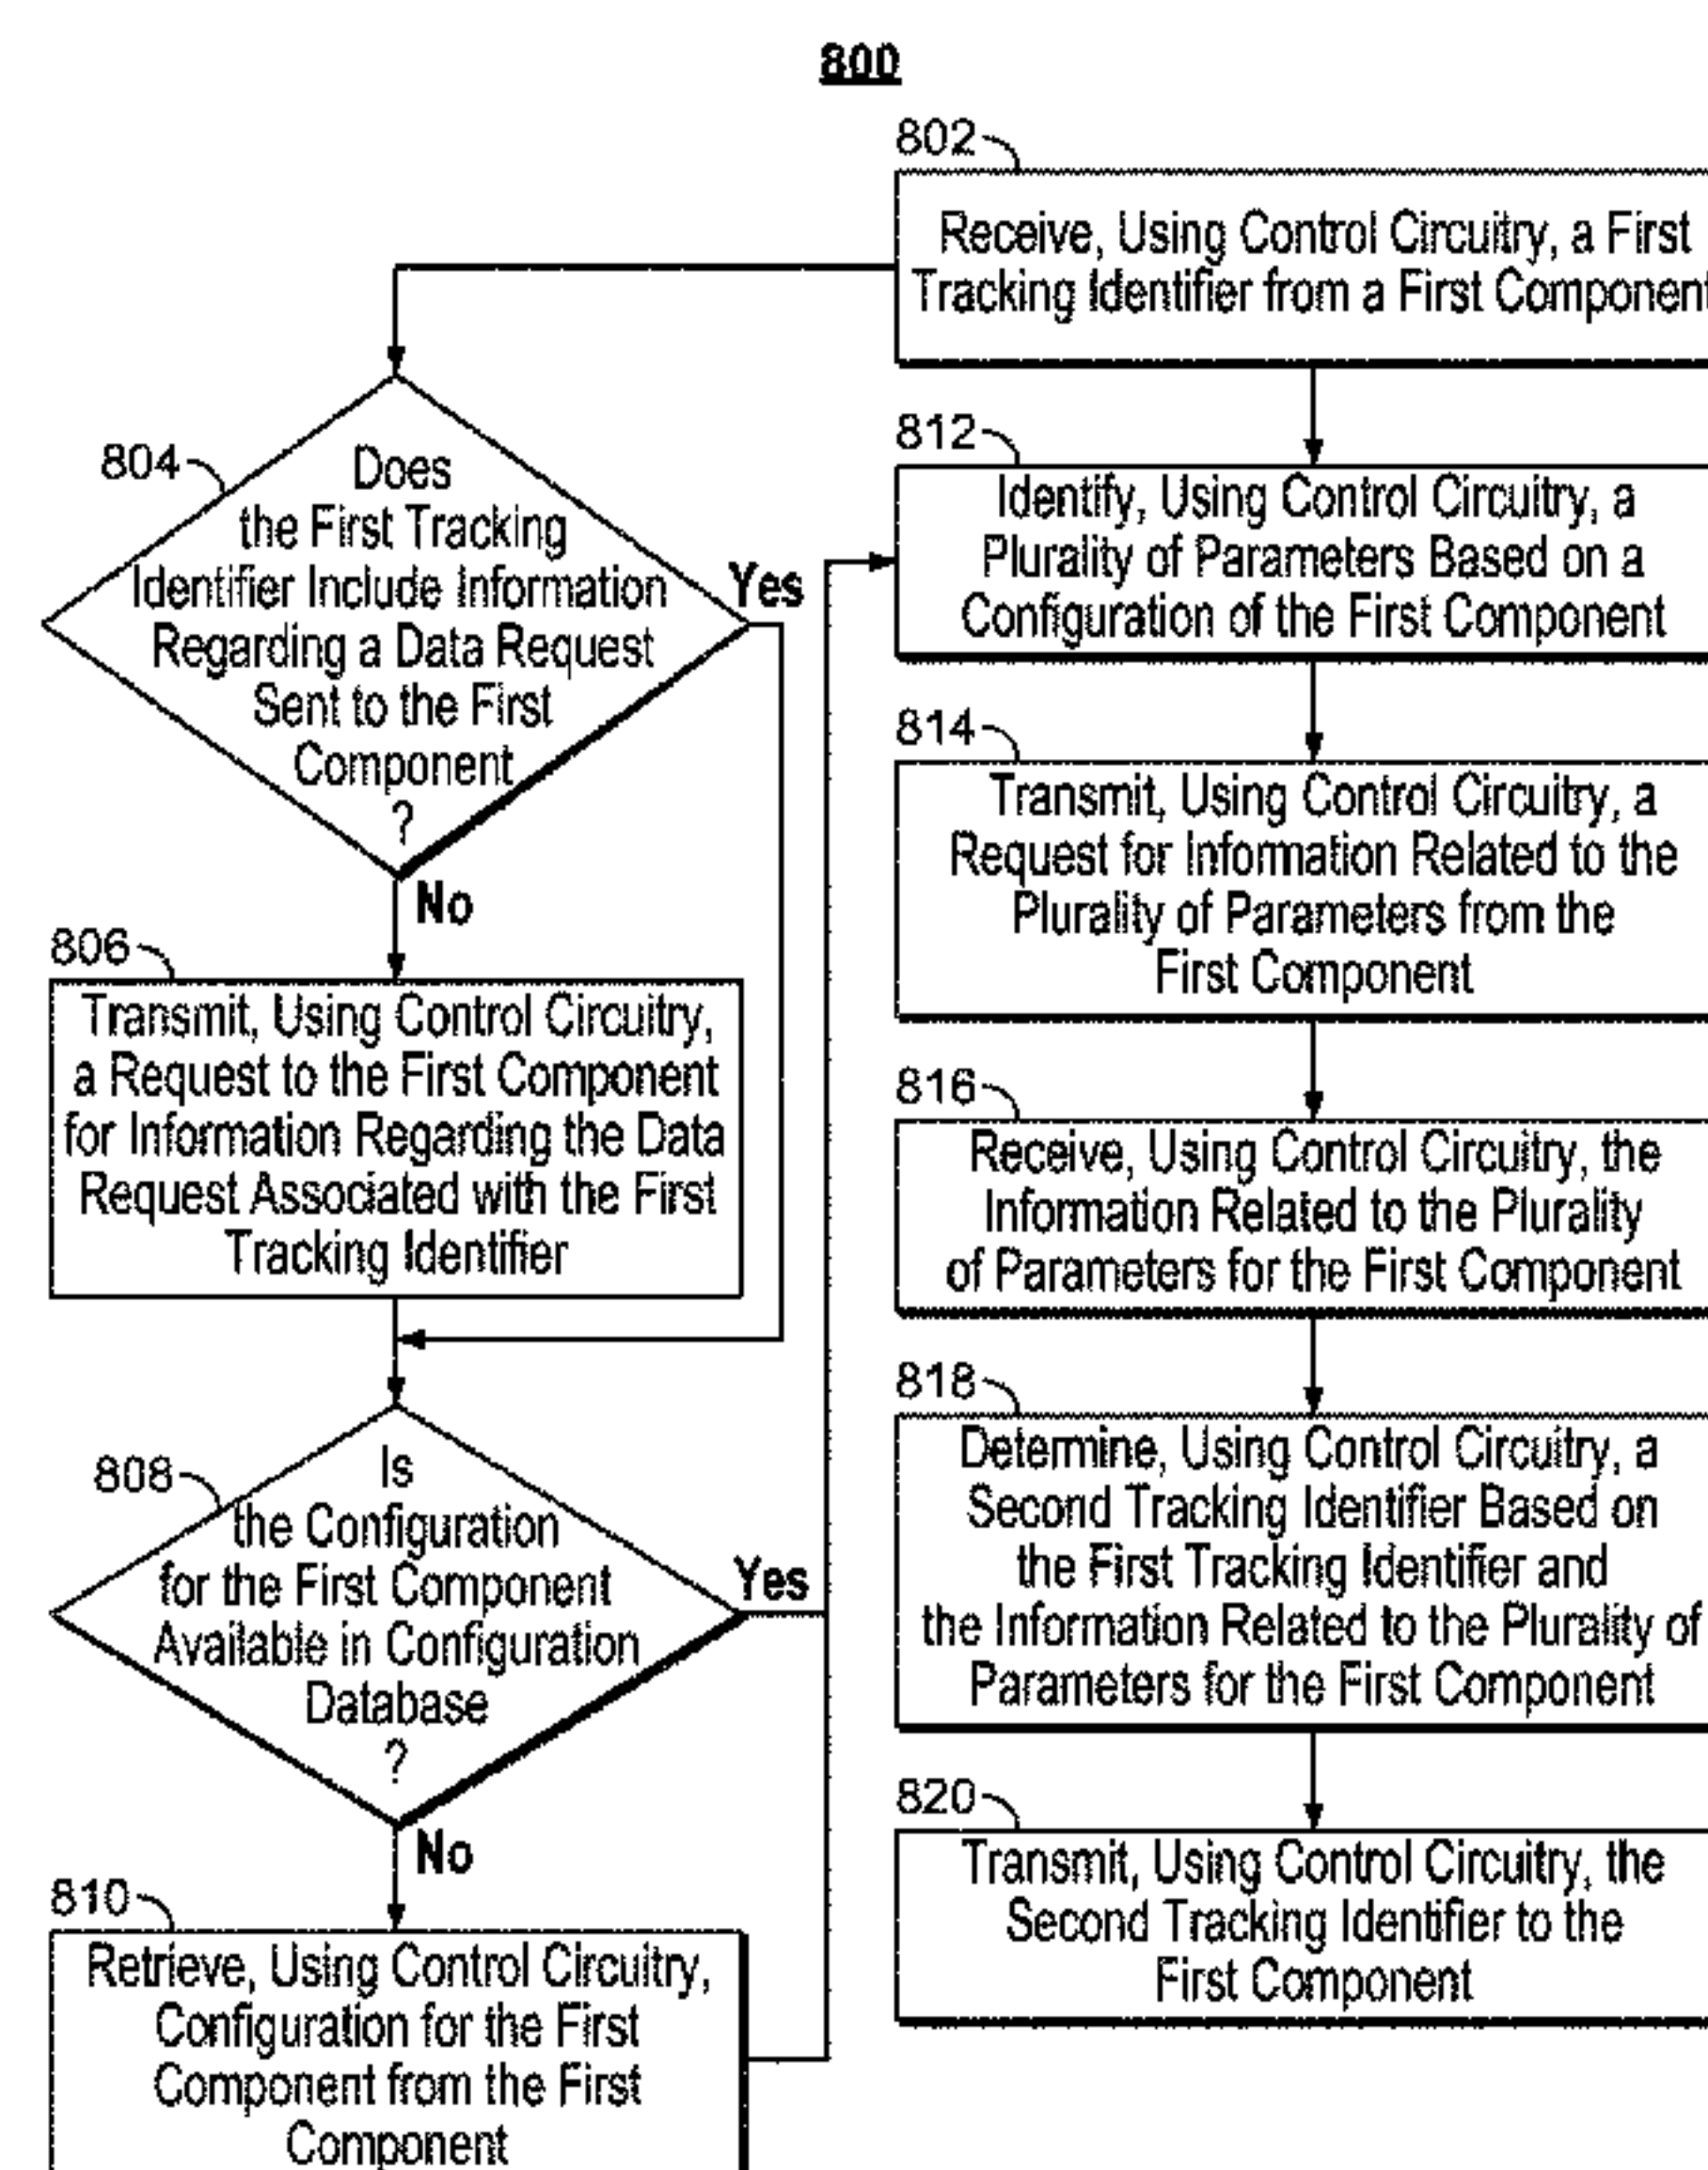 800
802
Receive, Using Control Circuitry, a First
Tracking Identifier from a First Component
804
Does
the First Tracking
Identifier Include Information
Regarding a Data Request
Sent to the First
Component
?
Yes
No
806
Transmit, Using Control Circuitry,
a Request to the First Component
for Information Regarding the Data
Request Associated with the First
Tracking Identifier
808
Is
the Configuration
for the First Component
Available in Configuration
Database
?
Yes
No
810
Retrieve, Using Control Circuitry,
Configuration for the First
Component from the First
Component
812
Identify, Using Control Circuitry, a
Plurality of Parameters Based on a
Configuration of the First Component
814
Transmit, Using Control Circuitry, a
Request for Information Related to the
Plurality of Parameters from the
First Component
816
Receive, Using Control Circuitry, the
Information Related to the Plurality
of Parameters for the First Component
818
Determine, Using Control Circuitry, a
Second Tracking Identifier Based on
the First Tracking Identifier and
the Information Related to the Plurality of
Parameters for the First Component
820
Transmit, Using Control Circuitry, the
Second Tracking Identifier to the
First Component